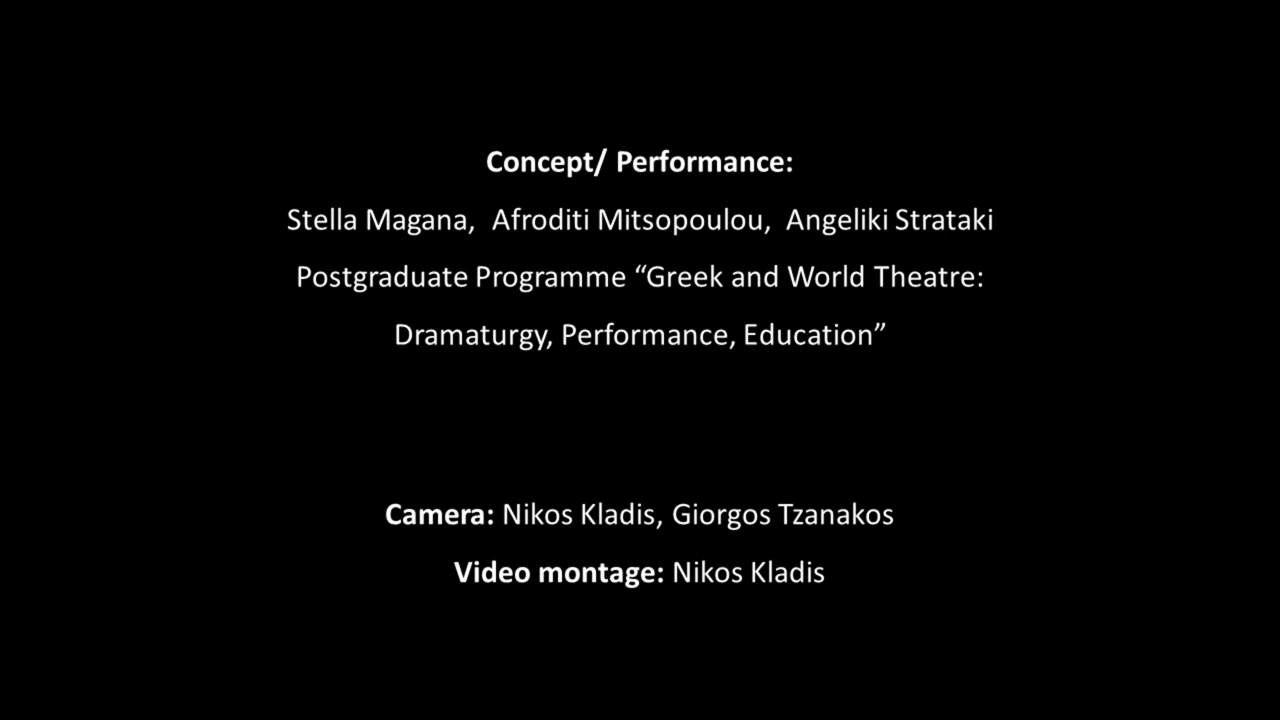 Concept/ Performance:
Stella Magana,  Afroditi Mitsopoulou,  Angeliki Strataki
Postgraduate Programme “Greek and World Theatre:
Dramaturgy, Performance, Education”
Camera: Nikos Kladis, Giorgos Tzanakos
Video montage: Nikos Kladis